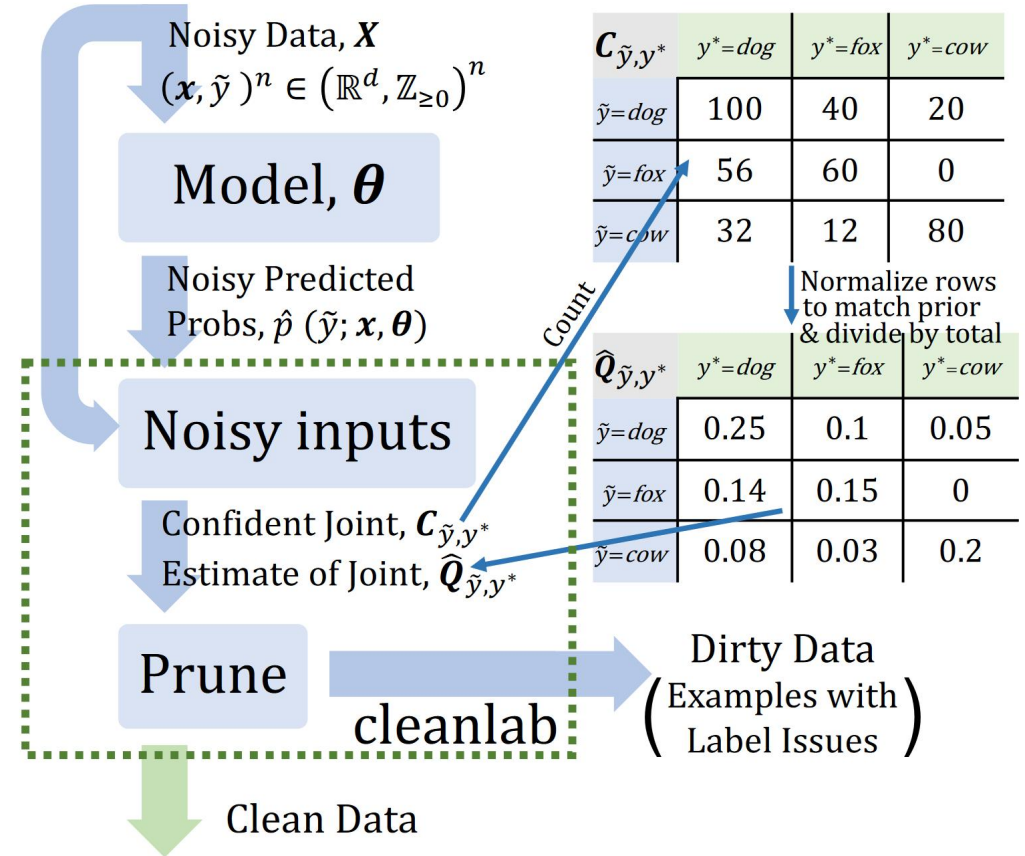 Noisy Data, X
(x, ỹ )ⁿ ∈ (ℝᵈ, ℤ≥0)ⁿ
Model, θ
Noisy Predicted
Probs, p̂ (ỹ; x, θ)
Noisy inputs
Confident Joint, C ỹ,y*
Estimate of Joint, Q̂ ỹ,y*
Prune
cleanlab
Clean Data
Dirty Data
(Examples with
Label Issues)
Count
C ỹ,y* y*=dog y*=fox y*=cow
ỹ=dog 100 40 20
ỹ=fox 56 60 0
ỹ=cow 32 12 80
Normalize rows
to match prior
& divide by total
Q̂ ỹ,y* y*=dog y*=fox y*=cow
ỹ=dog 0.25 0.1 0.05
ỹ=fox 0.14 0.15 0
ỹ=cow 0.08 0.03 0.2